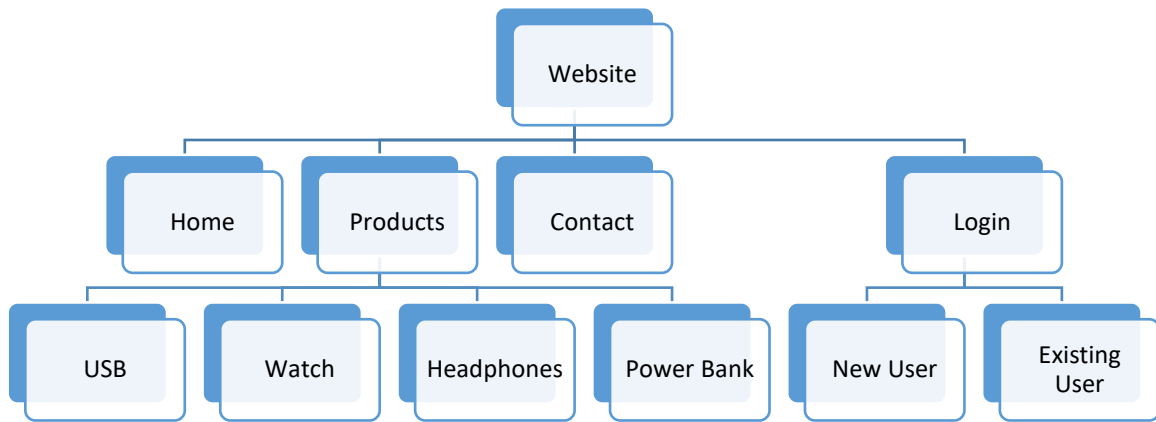 Website
Home
Products
Contact
Login
USB
Watch
Headphones
Power Bank
New User
Existing
User